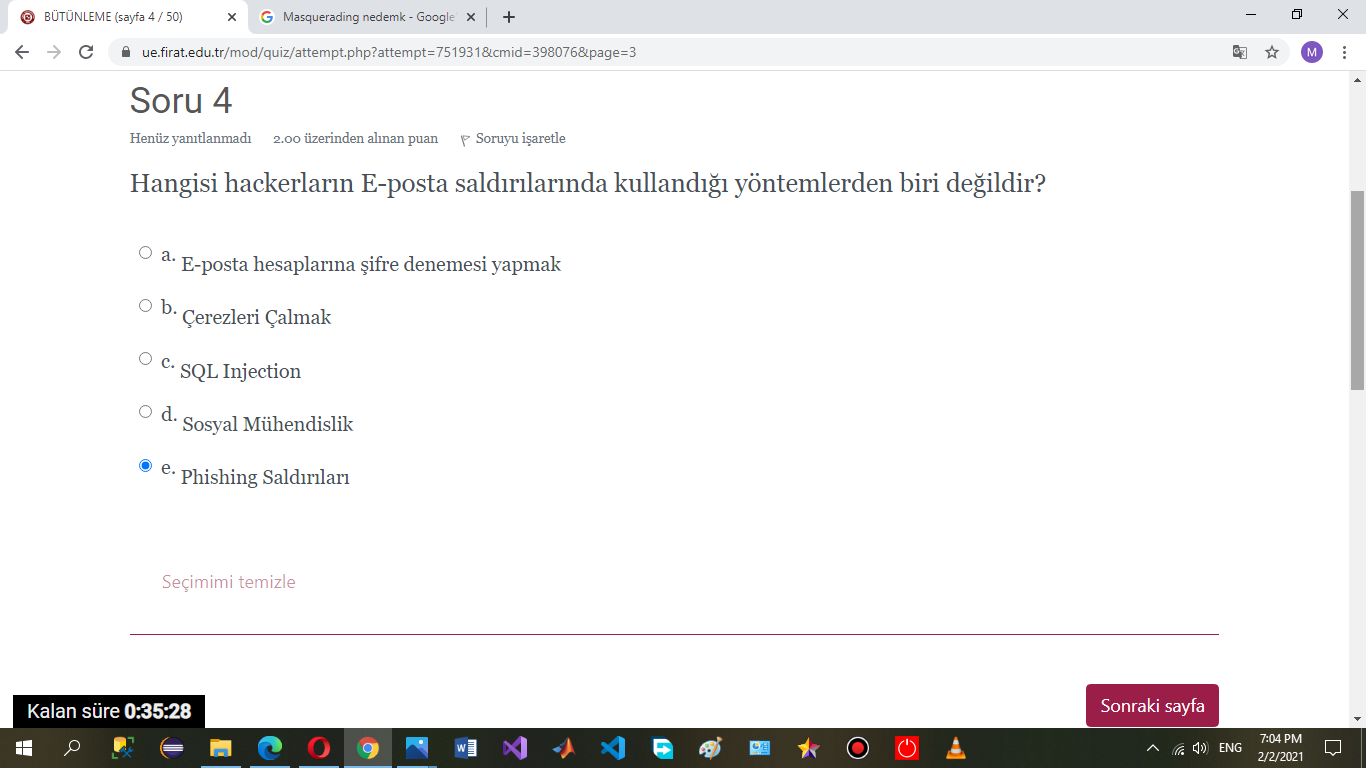 BÜTÜNLEME (sayfa 4 / 50)
Masquerading nedemk - Google
ue.firat.edu.tr/mod/quiz/attempt.php?attempt=751931&cmid=398076&page=3
M
Soru 4
Henüz yanıtlanmadı 2.00 üzerinden alınan puan Soruyu işaretle
Hangisi hackerların E-posta saldırılarında kullandığı yöntemlerden biri değildir?
a. E-posta hesaplarına şifre denemesi yapmak
b. Çerezleri Çalmak
c. SQL Injection
d. Sosyal Mühendislik
e. Phishing Saldırıları
Seçimimi temizle
Sonraki sayfa
Kalan süre 0:35:28
ENG
7:04 PM
2/2/2021